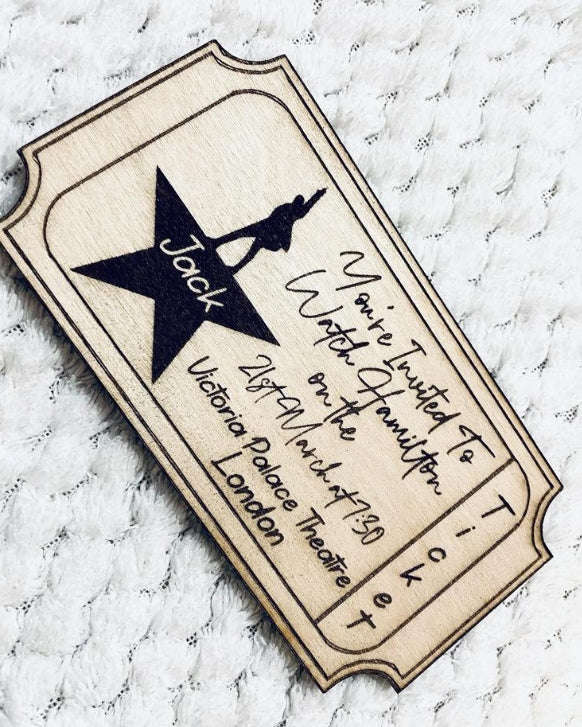 Jack
You're Invited To
Watch Hamilton
on the
21st March at 7:30
Victoria Palace Theatre
London
Ticket